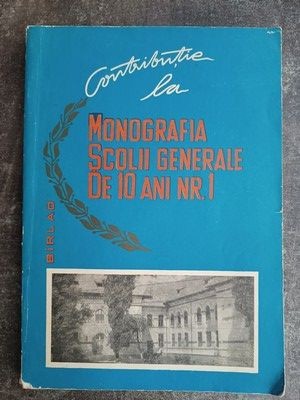 Contribuție
la
MONOGRAFIA
ȘCOLII GENERALE
DE 10 ANI NR.1
BÎRLAD